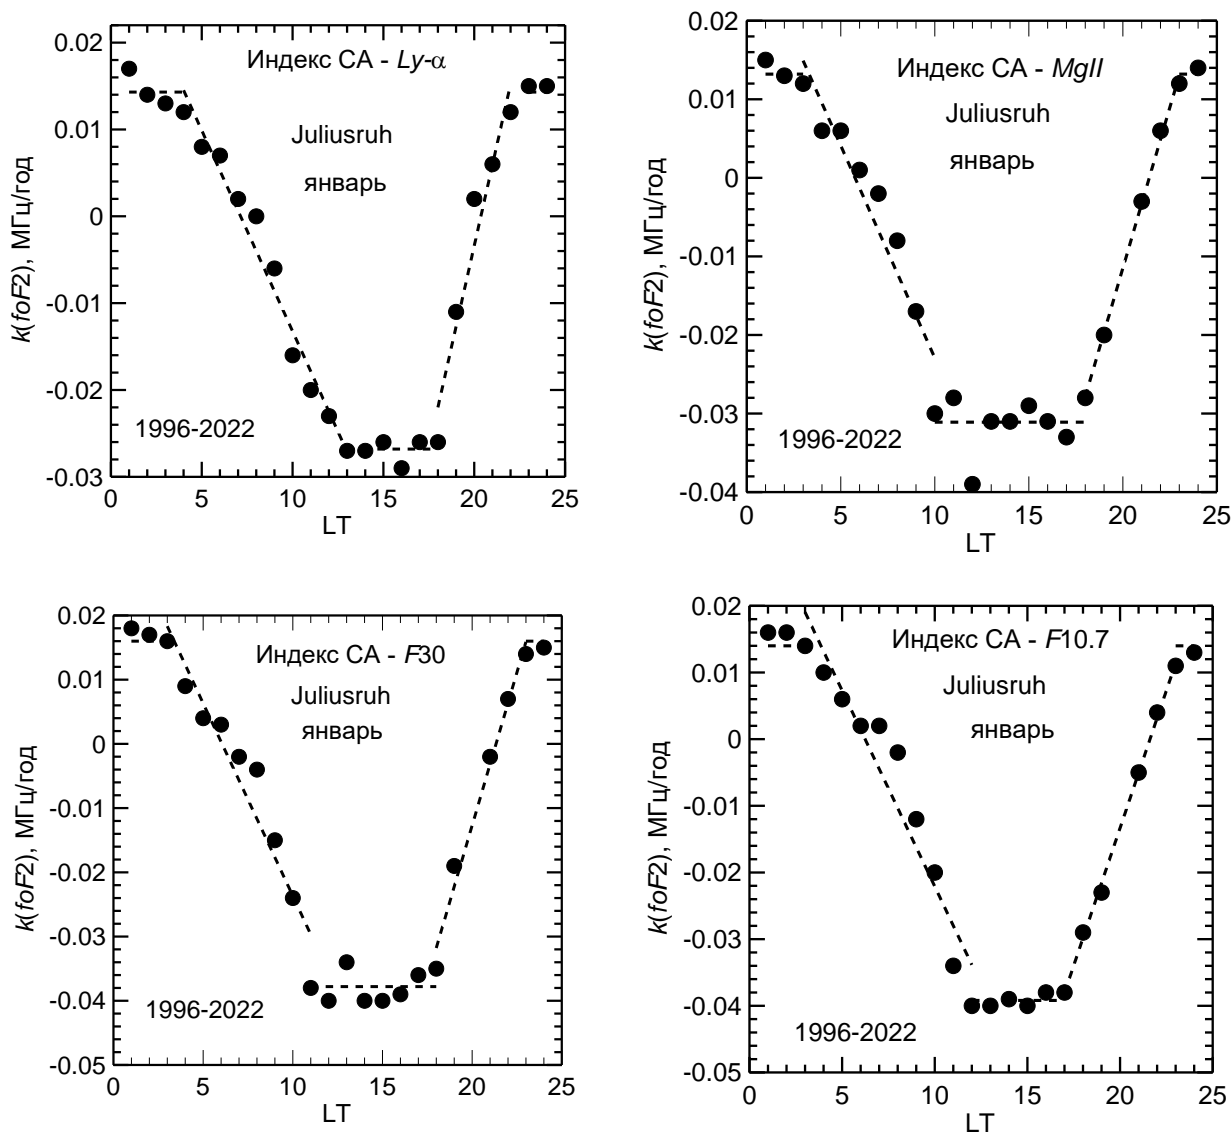 0.02
0.01
0
-0.01
-0.02
-0.03
k(foF2), МГц/год
Индекс СА - Ly-α
Juliusruh
январь
1996-2022
0 5 10 15 20 25
LT
0.02
0.01
0
-0.01
-0.02
-0.03
-0.04
k(foF2), МГц/год
Индекс СА - MgII
Juliusruh
январь
1996-2022
0 5 10 15 20 25
LT
0.02
0.01
0
-0.01
-0.02
-0.03
-0.04
-0.05
k(foF2), МГц/год
Индекс СА - F30
Juliusruh
январь
1996-2022
0 5 10 15 20 25
LT
0.02
0.01
0
-0.01
-0.02
-0.03
-0.04
-0.05
k(foF2), МГц/год
Индекс СА - F10.7
Juliusruh
январь
1996-2022
0 5 10 15 20 25
LT